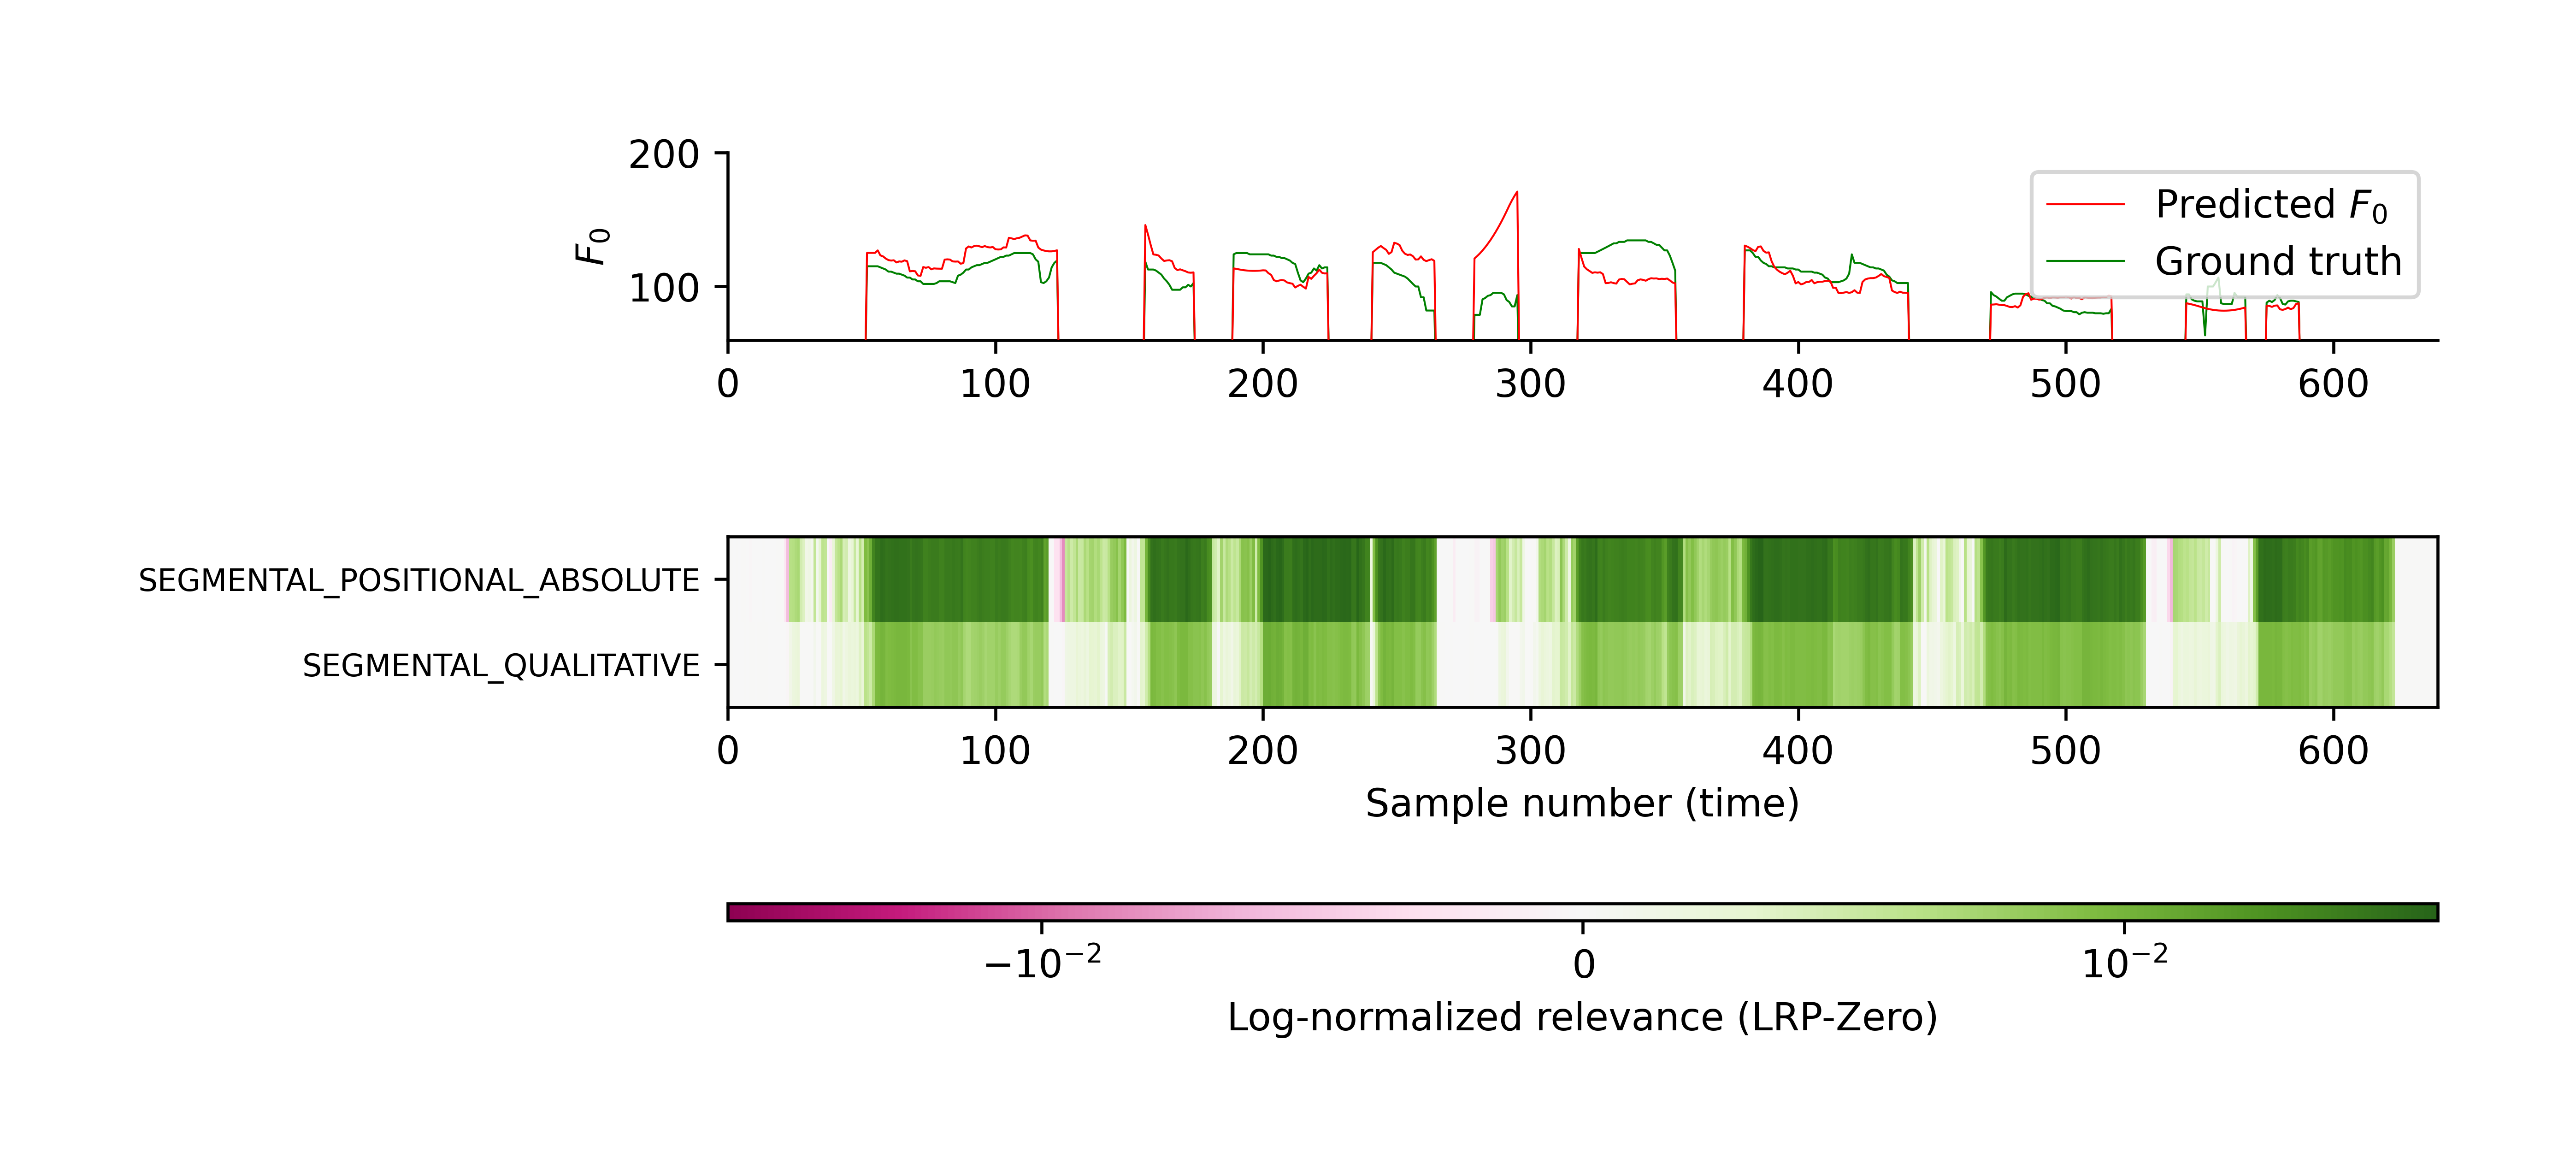 200
100
F₀
0 100 200 300 400 500 600
Predicted F₀
Ground truth
SEGMENTAL_POSITIONAL_ABSOLUTE
SEGMENTAL_QUALITATIVE
0 100 200 300 400 500 600
Sample number (time)
−10⁻² 0 10⁻²
Log-normalized relevance (LRP-Zero)